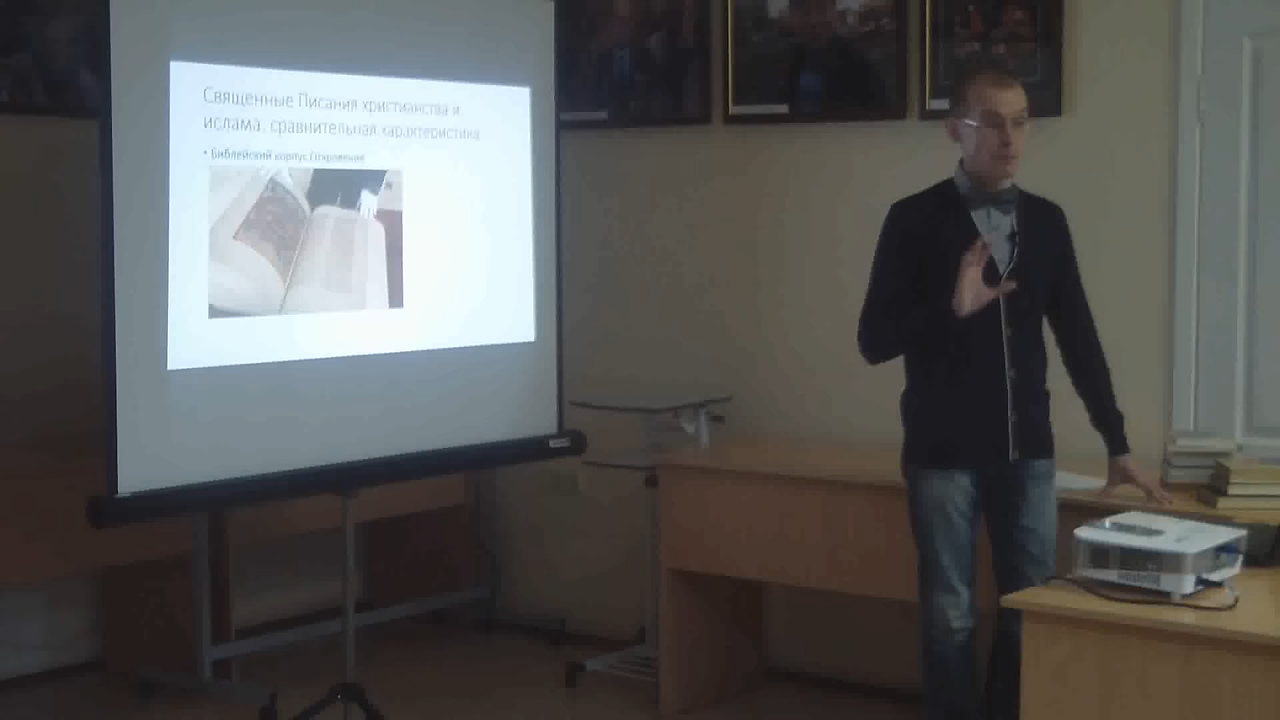 Священные Писания христианства и
ислама, сравнительная характеристика
• Библейский корпус Откровения